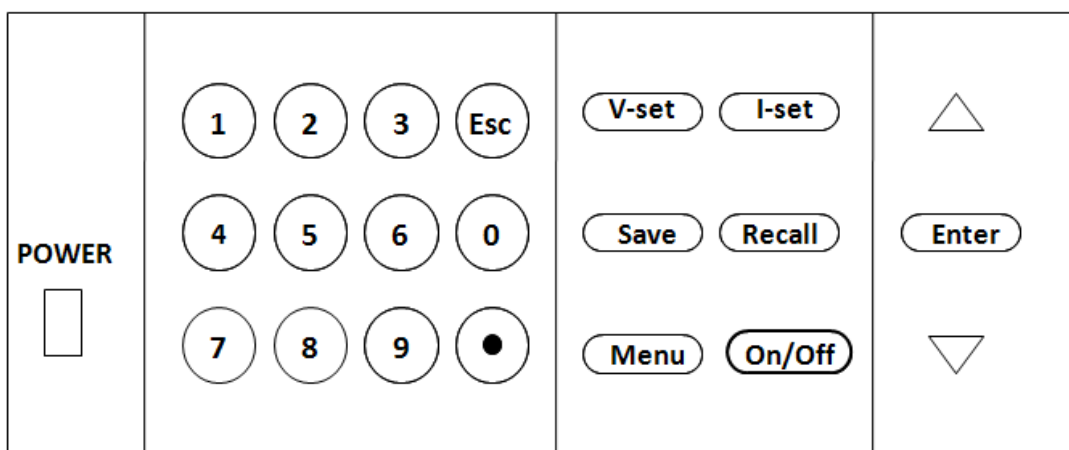 1 2 3 Esc V-set I-set
4 5 6 0 Save Recall Enter
POWER
7 8 9 Menu On/Off